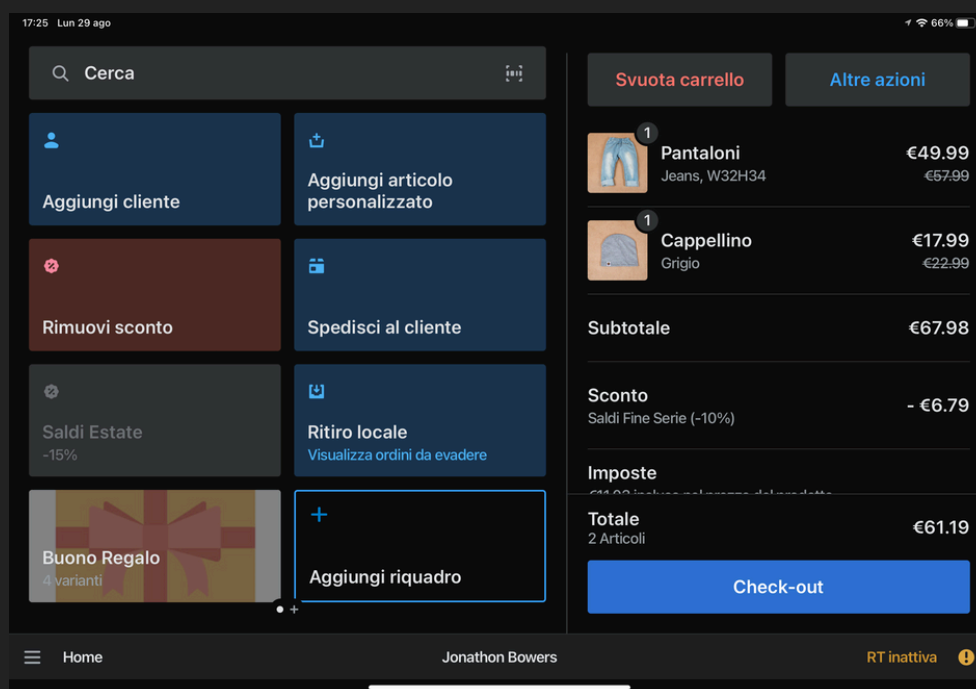 17:25 Lun 29 ago
66%
Cerca
Aggiungi cliente
Aggiungi articolo
personalizzato
Rimuovi sconto
Spedisci al cliente
Saldi Estate
-15%
Ritiro locale
Visualizza ordini da evadere
Buono Regalo
4 varianti
Aggiungi riquadro
Svuota carrello
Altre azioni
1
Pantaloni €49.99
Jeans, W32H34 €57.99
1
Cappellino €17.99
Grigio €22.99
Subtotale €67.98
Sconto
Saldi Fine Serie (-10%)
- €6.79
Imposte
Totale
2 Articoli
€61.19
Check-out
Home
Jonathon Bowers
RT inattiva